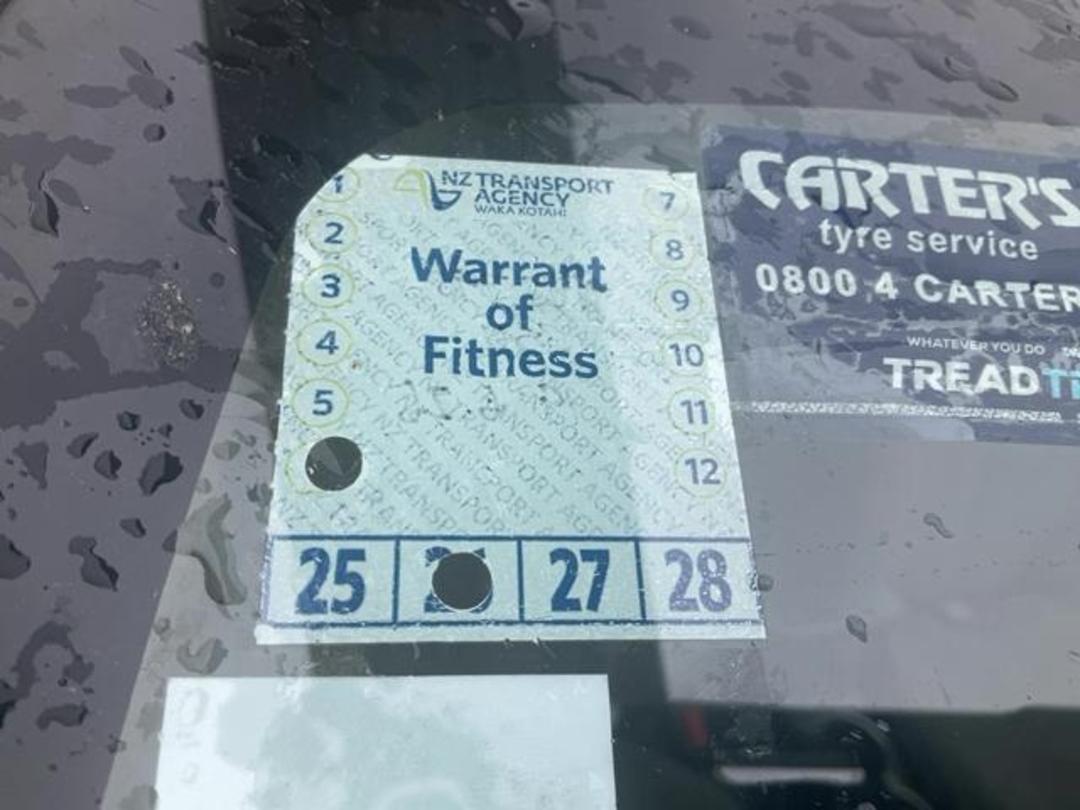 NZ TRANSPORT
AGENCY
WAKA KOTAHI
Warrant
of
Fitness
1
2
3
4
5
7
8
9
10
11
12
25
27
28
CARTER'S
tyre service
0800 4 CARTER
WHATEVER YOU DO
TREAD